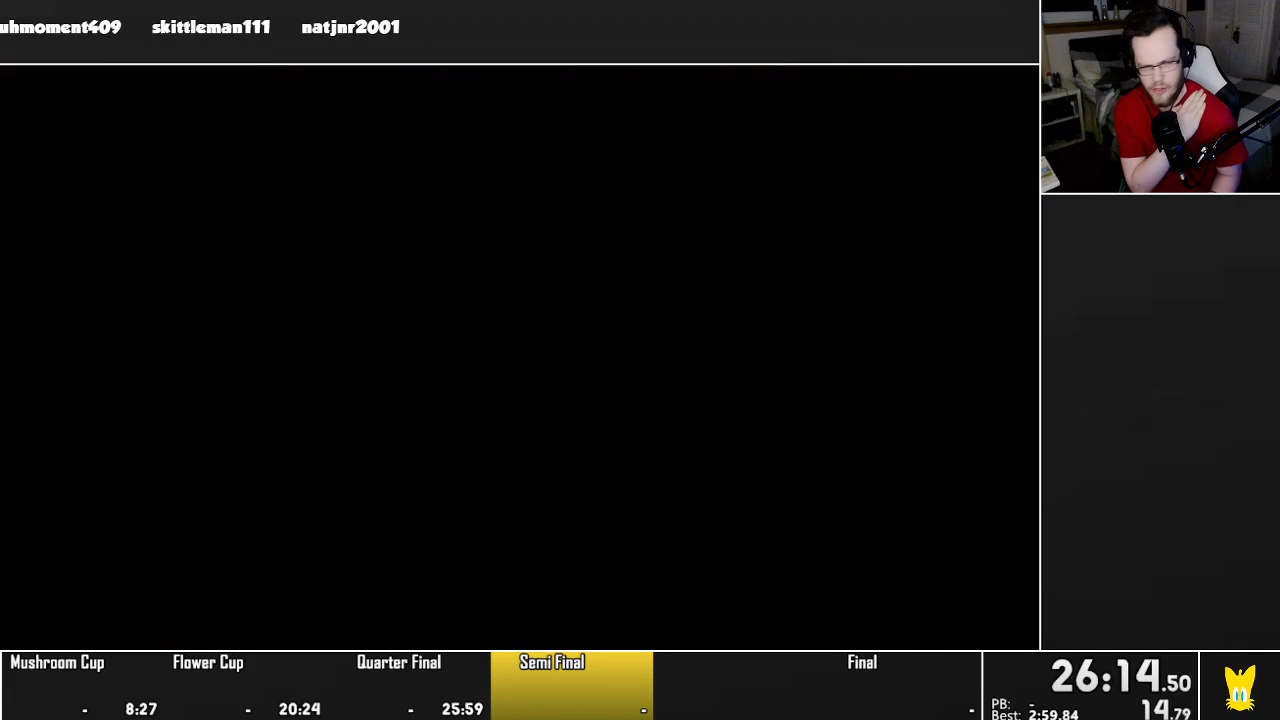 uhmoment409 skittleman111 natjnr2001
Mushroom Cup Flower Cup Quarter Final Semi Final Final
- 8:27 - 20:24 - 25:59 - -
26:14.50
PB: -
Best: 2:59.84 14.79